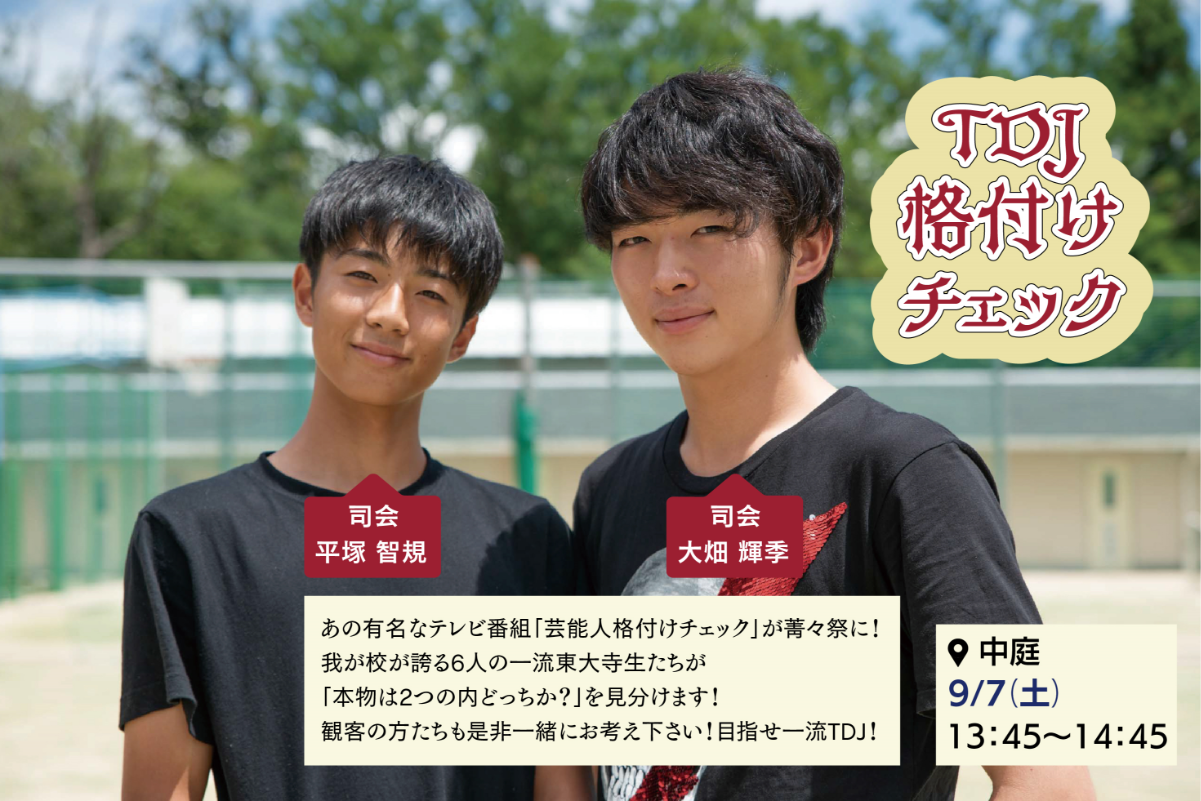 TDJ
格付け
チェック
司会
平塚 智規
司会
大畑 輝季
あの有名なテレビ番組「芸能人格付けチェック」が菁々祭に！
我が校が誇る6人の一流東大寺生たちが
「本物は2つの内どっちか？」を見分けます！
観客の方たちも是非一緒にお考え下さい！目指せ一流TDJ！
中庭
9/7(土)
13：45〜14：45